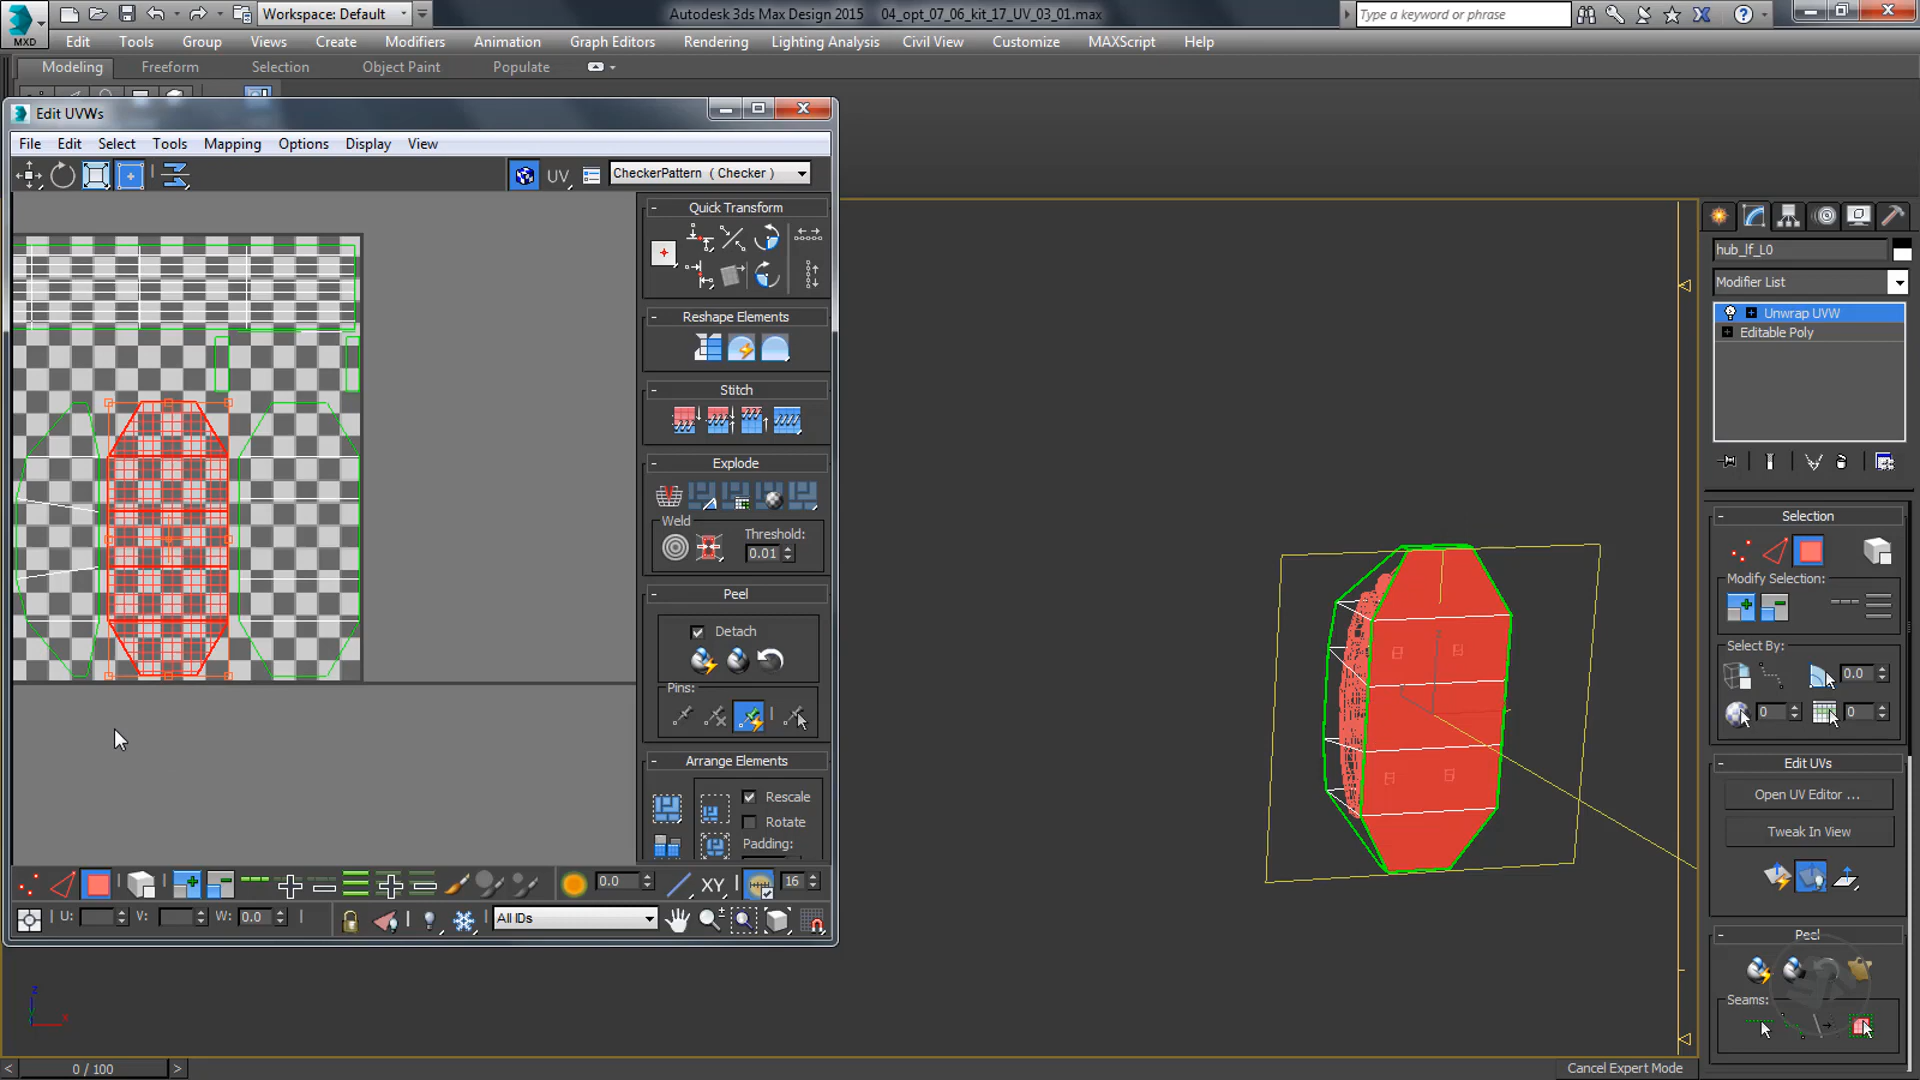 Workspace: Default
Autodesk 3ds Max Design 2015 04_opt_07_06_kit_17_UV_03_01.max
Type a keyword or phrase
MXD
Edit Tools Group Views Create Modifiers Animation Graph Editors Rendering Lighting Analysis Civil View Customize MAXScript Help
Modeling Freeform Selection Object Paint Populate
Edit UVWs
File Edit Select Tools Mapping Options Display View
UV CheckerPattern ( Checker )
Quick Transform
Reshape Elements
Stitch
Explode
Weld
Threshold:
0.01
Peel
Detach
Pins:
Arrange Elements
Rescale
Rotate
Padding:
0.0 XY 16
U: V: W: 0.0 All IDs
hub_lf_L0
Modifier List
Unwrap UVW
Editable Poly
Selection
Modify Selection:
Select By:
0.0
0 0
Edit UVs
Open UV Editor ...
Tweak In View
Peel
Seams:
z
x
< 0 / 100 >
Cancel Expert Mode